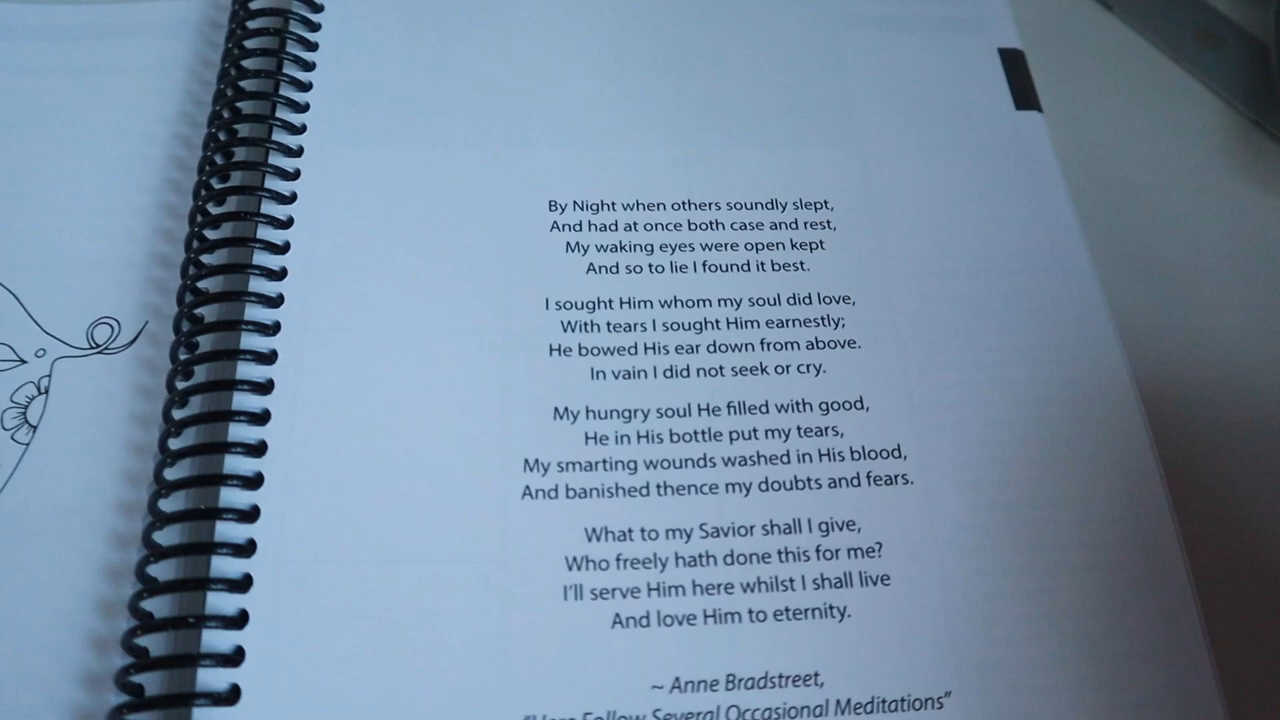 By Night when others soundly slept,
And had at once both case and rest,
My waking eyes were open kept
And so to lie I found it best.
I sought Him whom my soul did love,
With tears I sought Him earnestly;
He bowed His ear down from above.
In vain I did not seek or cry.
My hungry soul He filled with good,
He in His bottle put my tears,
My smarting wounds washed in His blood,
And banished thence my doubts and fears.
What to my Savior shall I give,
Who freely hath done this for me?
I'll serve Him here whilst I shall live
And love Him to eternity.
~ Anne Bradstreet,
"Here Follow Several Occasional Meditations"